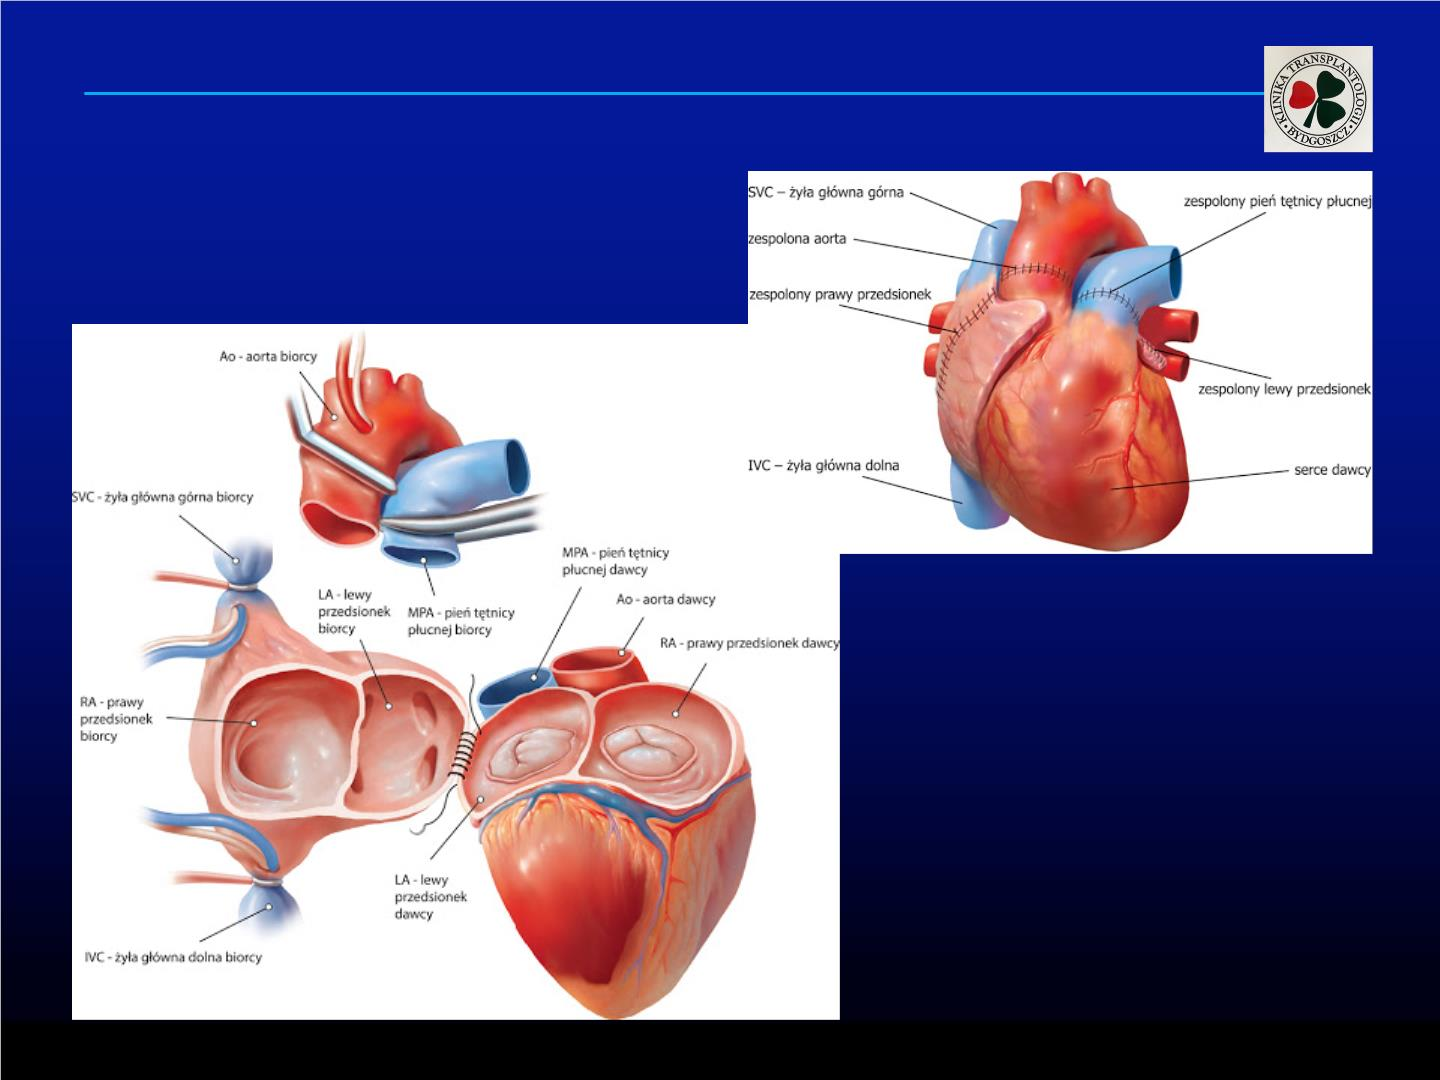 KLINIKA TRANSPLANTOLOGII
BYDGOSZCZ
SVC – żyła główna górna
zespolony pień tętnicy płucnej
zespolona aorta
zespolony prawy przedsionek
zespolony lewy przedsionek
IVC – żyła główna dolna
serce dawcy
Ao - aorta biorcy
SVC - żyła główna górna biorcy
MPA - pień tętnicy
płucnej dawcy
LA - lewy
przedsionek
biorcy
MPA - pień tętnicy
płucnej biorcy
Ao - aorta dawcy
RA - prawy przedsionek dawcy
RA - prawy
przedsionek
biorcy
LA - lewy
przedsionek
dawcy
IVC - żyła główna dolna biorcy